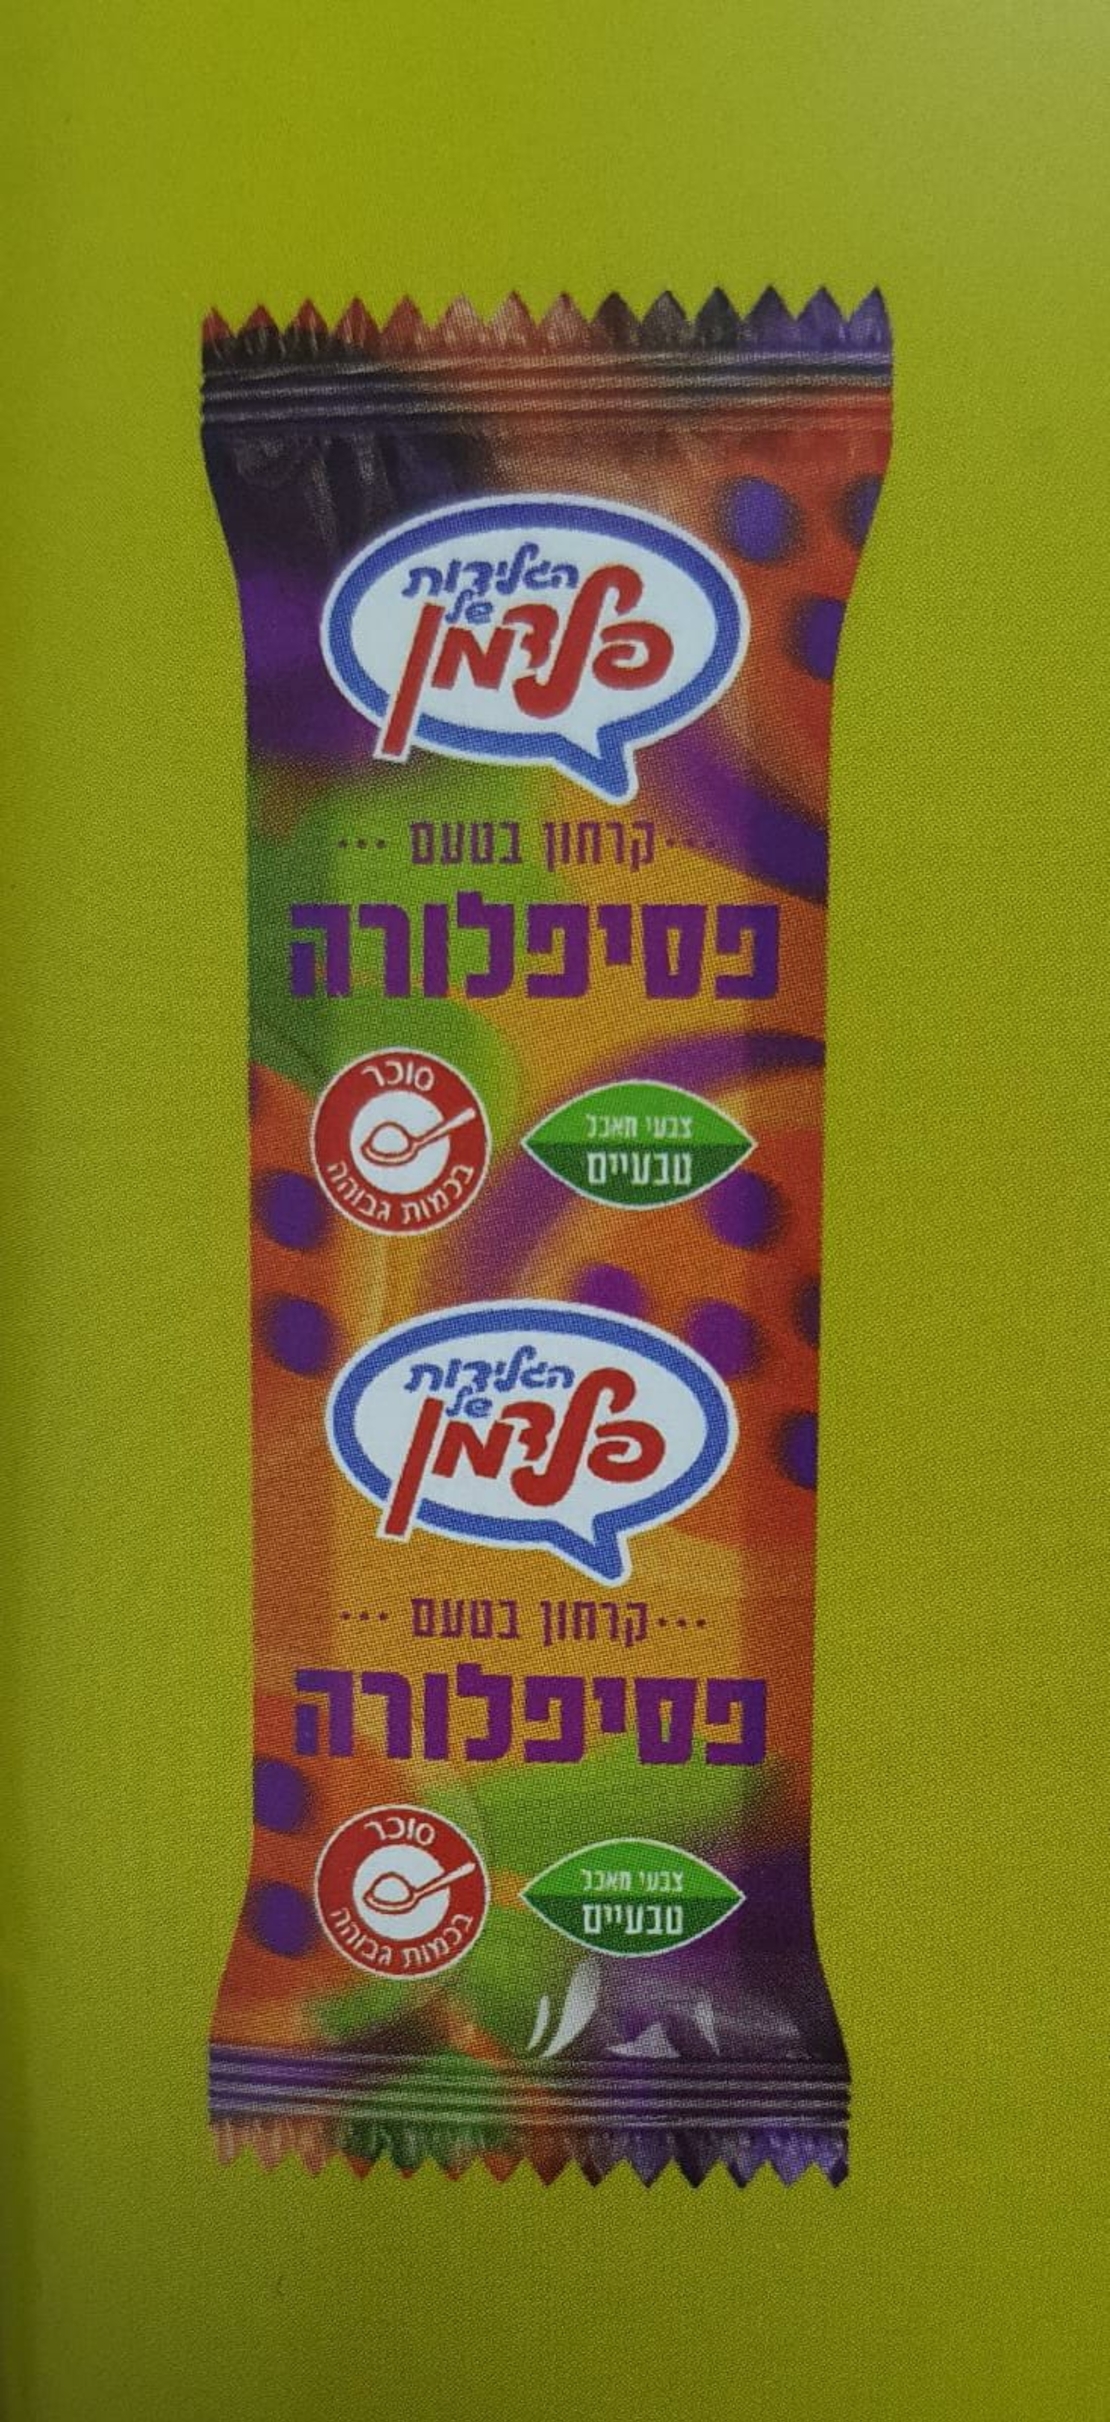 הגלידות
של
פלדמן
...קרחון בטעם...
פסיפלורה
סוכר
בכמות גבוהה
צבעי מאכל
טבעיים
הגלידות
של
פלדמן
...קרחון בטעם...
פסיפלורה
סוכר
בכמות גבוהה
צבעי מאכל
טבעיים